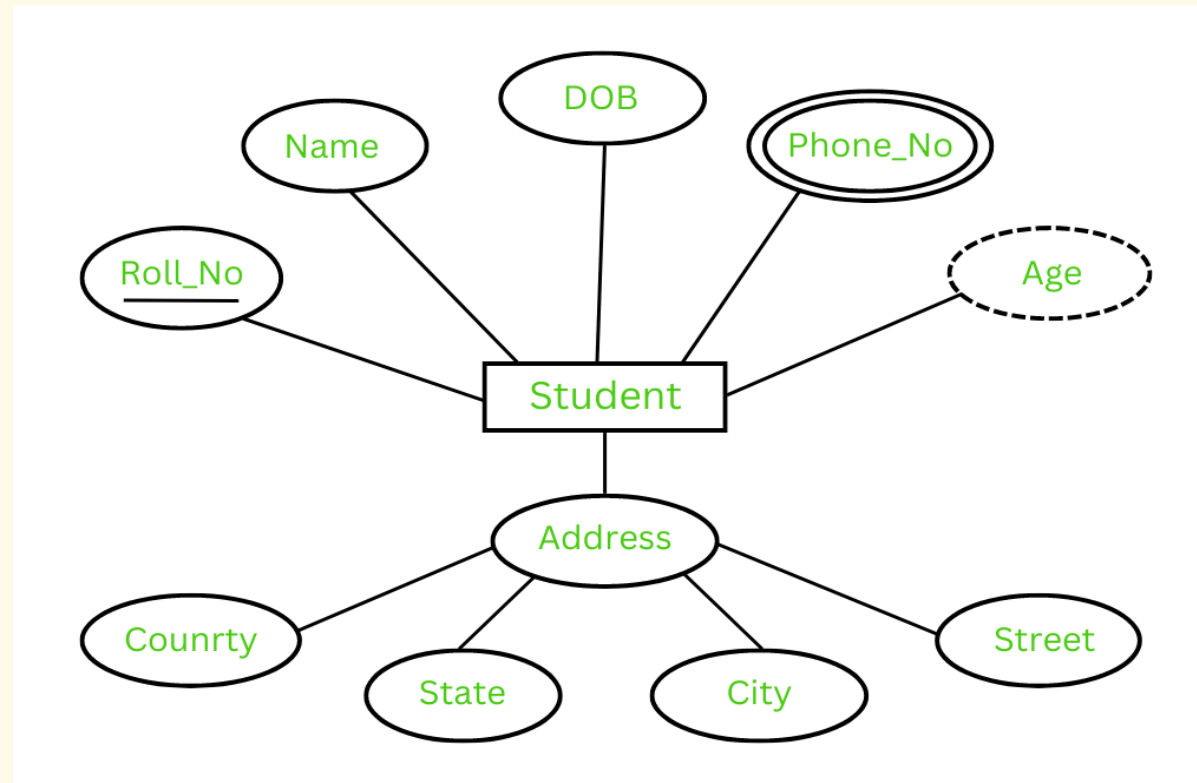 DOB
Name
Phone_No
Roll_No
Age
Student
Address
Counrty
Street
State
City